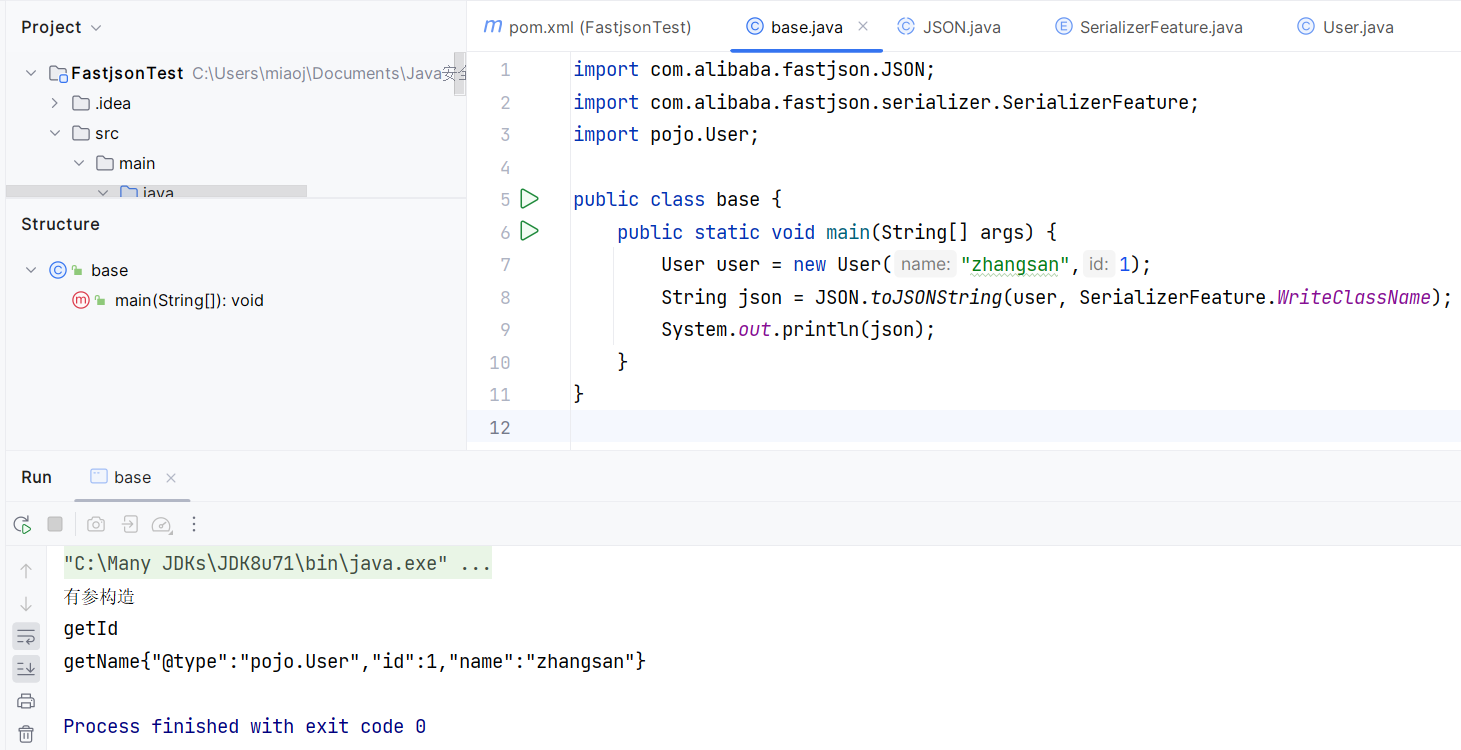 Project
pom.xml (FastjsonTest) base.java JSON.java SerializerFeature.java User.java
FastjsonTest C:\Users\miaoj\Documents\Java安全
.idea
src
main
java
Structure
base
main(String[]): void
1 import com.alibaba.fastjson.JSON;
2 import com.alibaba.fastjson.serializer.SerializerFeature;
3 import pojo.User;
4
5 public class base {
6 public static void main(String[] args) {
7 User user = new User( name: "zhangsan", id: 1);
8 String json = JSON.toJSONString(user, SerializerFeature.WriteClassName);
9 System.out.println(json);
10 }
11 }
12
Run base
"C:\Many JDKs\JDK8u71\bin\java.exe" ...
有参构造
getId
getName{"@type":"pojo.User","id":1,"name":"zhangsan"}
Process finished with exit code 0